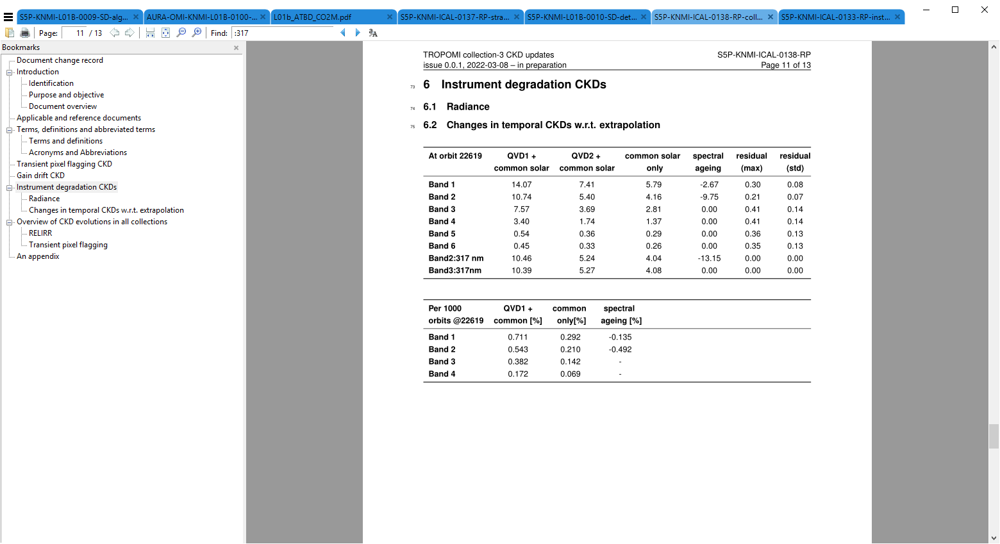 S5P-KNMI-L01B-0009-SD-alg... AURA-OMI-KNMI-L01B-0100-... L01b_ATBD_CO2M.pdf S5P-KNMI-ICAL-0137-RP-stra... S5P-KNMI-L01B-0010-SD-det... S5P-KNMI-ICAL-0138-RP-coll... S5P-KNMI-ICAL-0133-RP-inst...
Page: 11 / 13 Find: :317
Bookmarks
Document change record
Introduction
Identification
Purpose and objective
Document overview
Applicable and reference documents
Terms, definitions and abbreviated terms
Terms and definitions
Acronyms and Abbreviations
Transient pixel flagging CKD
Gain drift CKD
Instrument degradation CKDs
Radiance
Changes in temporal CKDs w.r.t. extrapolation
Overview of CKD evolutions in all collections
RELIRR
Transient pixel flagging
An appendix
TROPOMI collection-3 CKD updates S5P-KNMI-ICAL-0138-RP
issue 0.0.1, 2022-03-08 – in preparation Page 11 of 13
73 6 Instrument degradation CKDs
74 6.1 Radiance
75 6.2 Changes in temporal CKDs w.r.t. extrapolation
At orbit 22619 QVD1 + QVD2 + common solar spectral residual residual
common solar common solar only ageing (max) (std)
Band 1 14.07 7.41 5.79 -2.67 0.30 0.08
Band 2 10.74 5.40 4.16 -9.75 0.21 0.07
Band 3 7.57 3.69 2.81 0.00 0.41 0.14
Band 4 3.40 1.74 1.37 0.00 0.41 0.14
Band 5 0.54 0.36 0.29 0.00 0.36 0.13
Band 6 0.45 0.33 0.26 0.00 0.35 0.13
Band2:317 nm 10.46 5.24 4.04 -13.15 0.00 0.00
Band3:317nm 10.39 5.27 4.08 0.00 0.00 0.00
Per 1000 QVD1 + common spectral
orbits @22619 common [%] only[%] ageing [%]
Band 1 0.711 0.292 -0.135
Band 2 0.543 0.210 -0.492
Band 3 0.382 0.142 -
Band 4 0.172 0.069 -